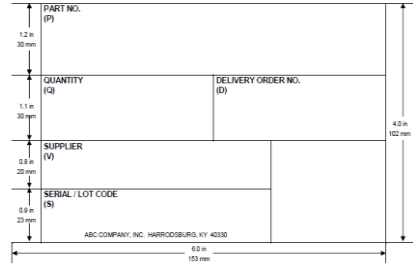 PART NO.
(P)
1.2 in
30 mm
QUANTITY
(Q)
DELIVERY ORDER NO.
(D)
1.1 in
30 mm
4.0 in
102 mm
SUPPLIER
(V)
0.8 in
20 mm
SERIAL / LOT CODE
(S)
0.9 in
23 mm
ABC COMPANY, INC. HARRODSBURG, KY 40330
6.0 in
153 mm